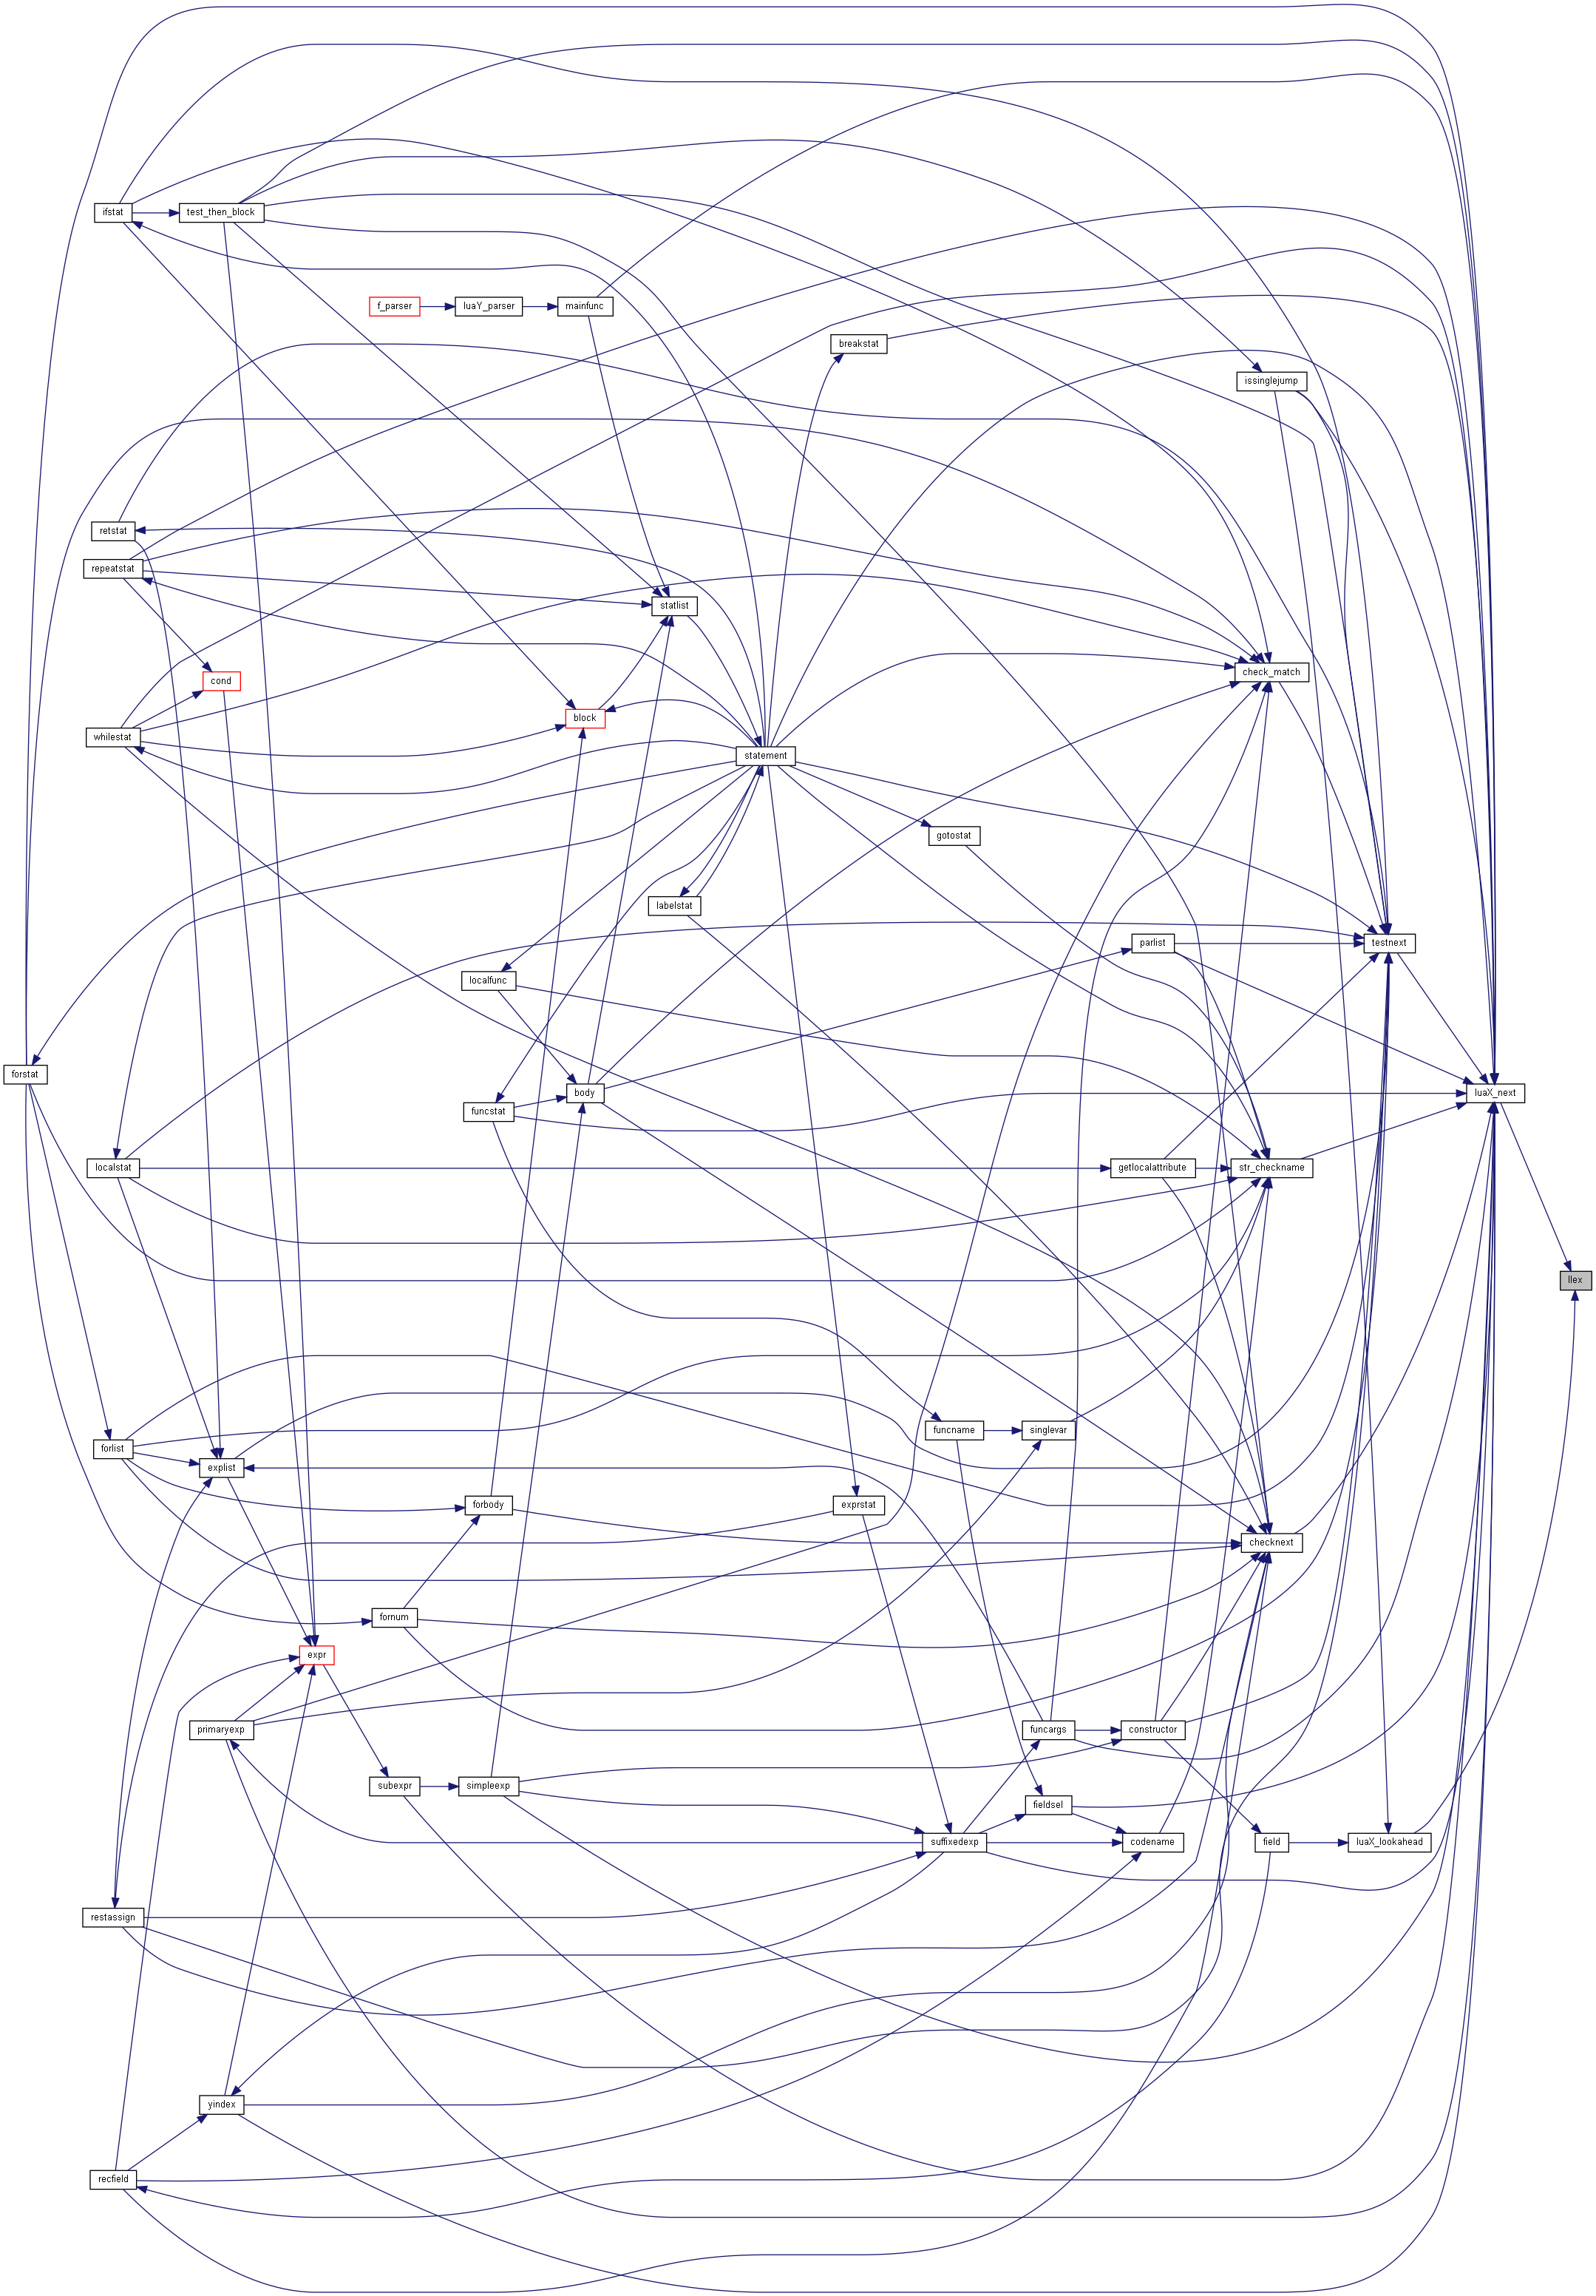 ifstat
test_then_block
f_parser
luaY_parser
mainfunc
breakstat
issinglejump
retstat
repeatstat
statlist
check_match
cond
block
whilestat
statement
gotostat
labelstat
parlist
testnext
localfunc
forstat
body
luaX_next
funcstat
localstat
getlocalattribute
str_checkname
llex
funcname
singlevar
forlist
explist
forbody
exprstat
checknext
fornum
expr
primaryexp
funcargs
constructor
subexpr
simpleexp
fieldsel
suffixedexp
codename
field
luaX_lookahead
restassign
yindex
recfield